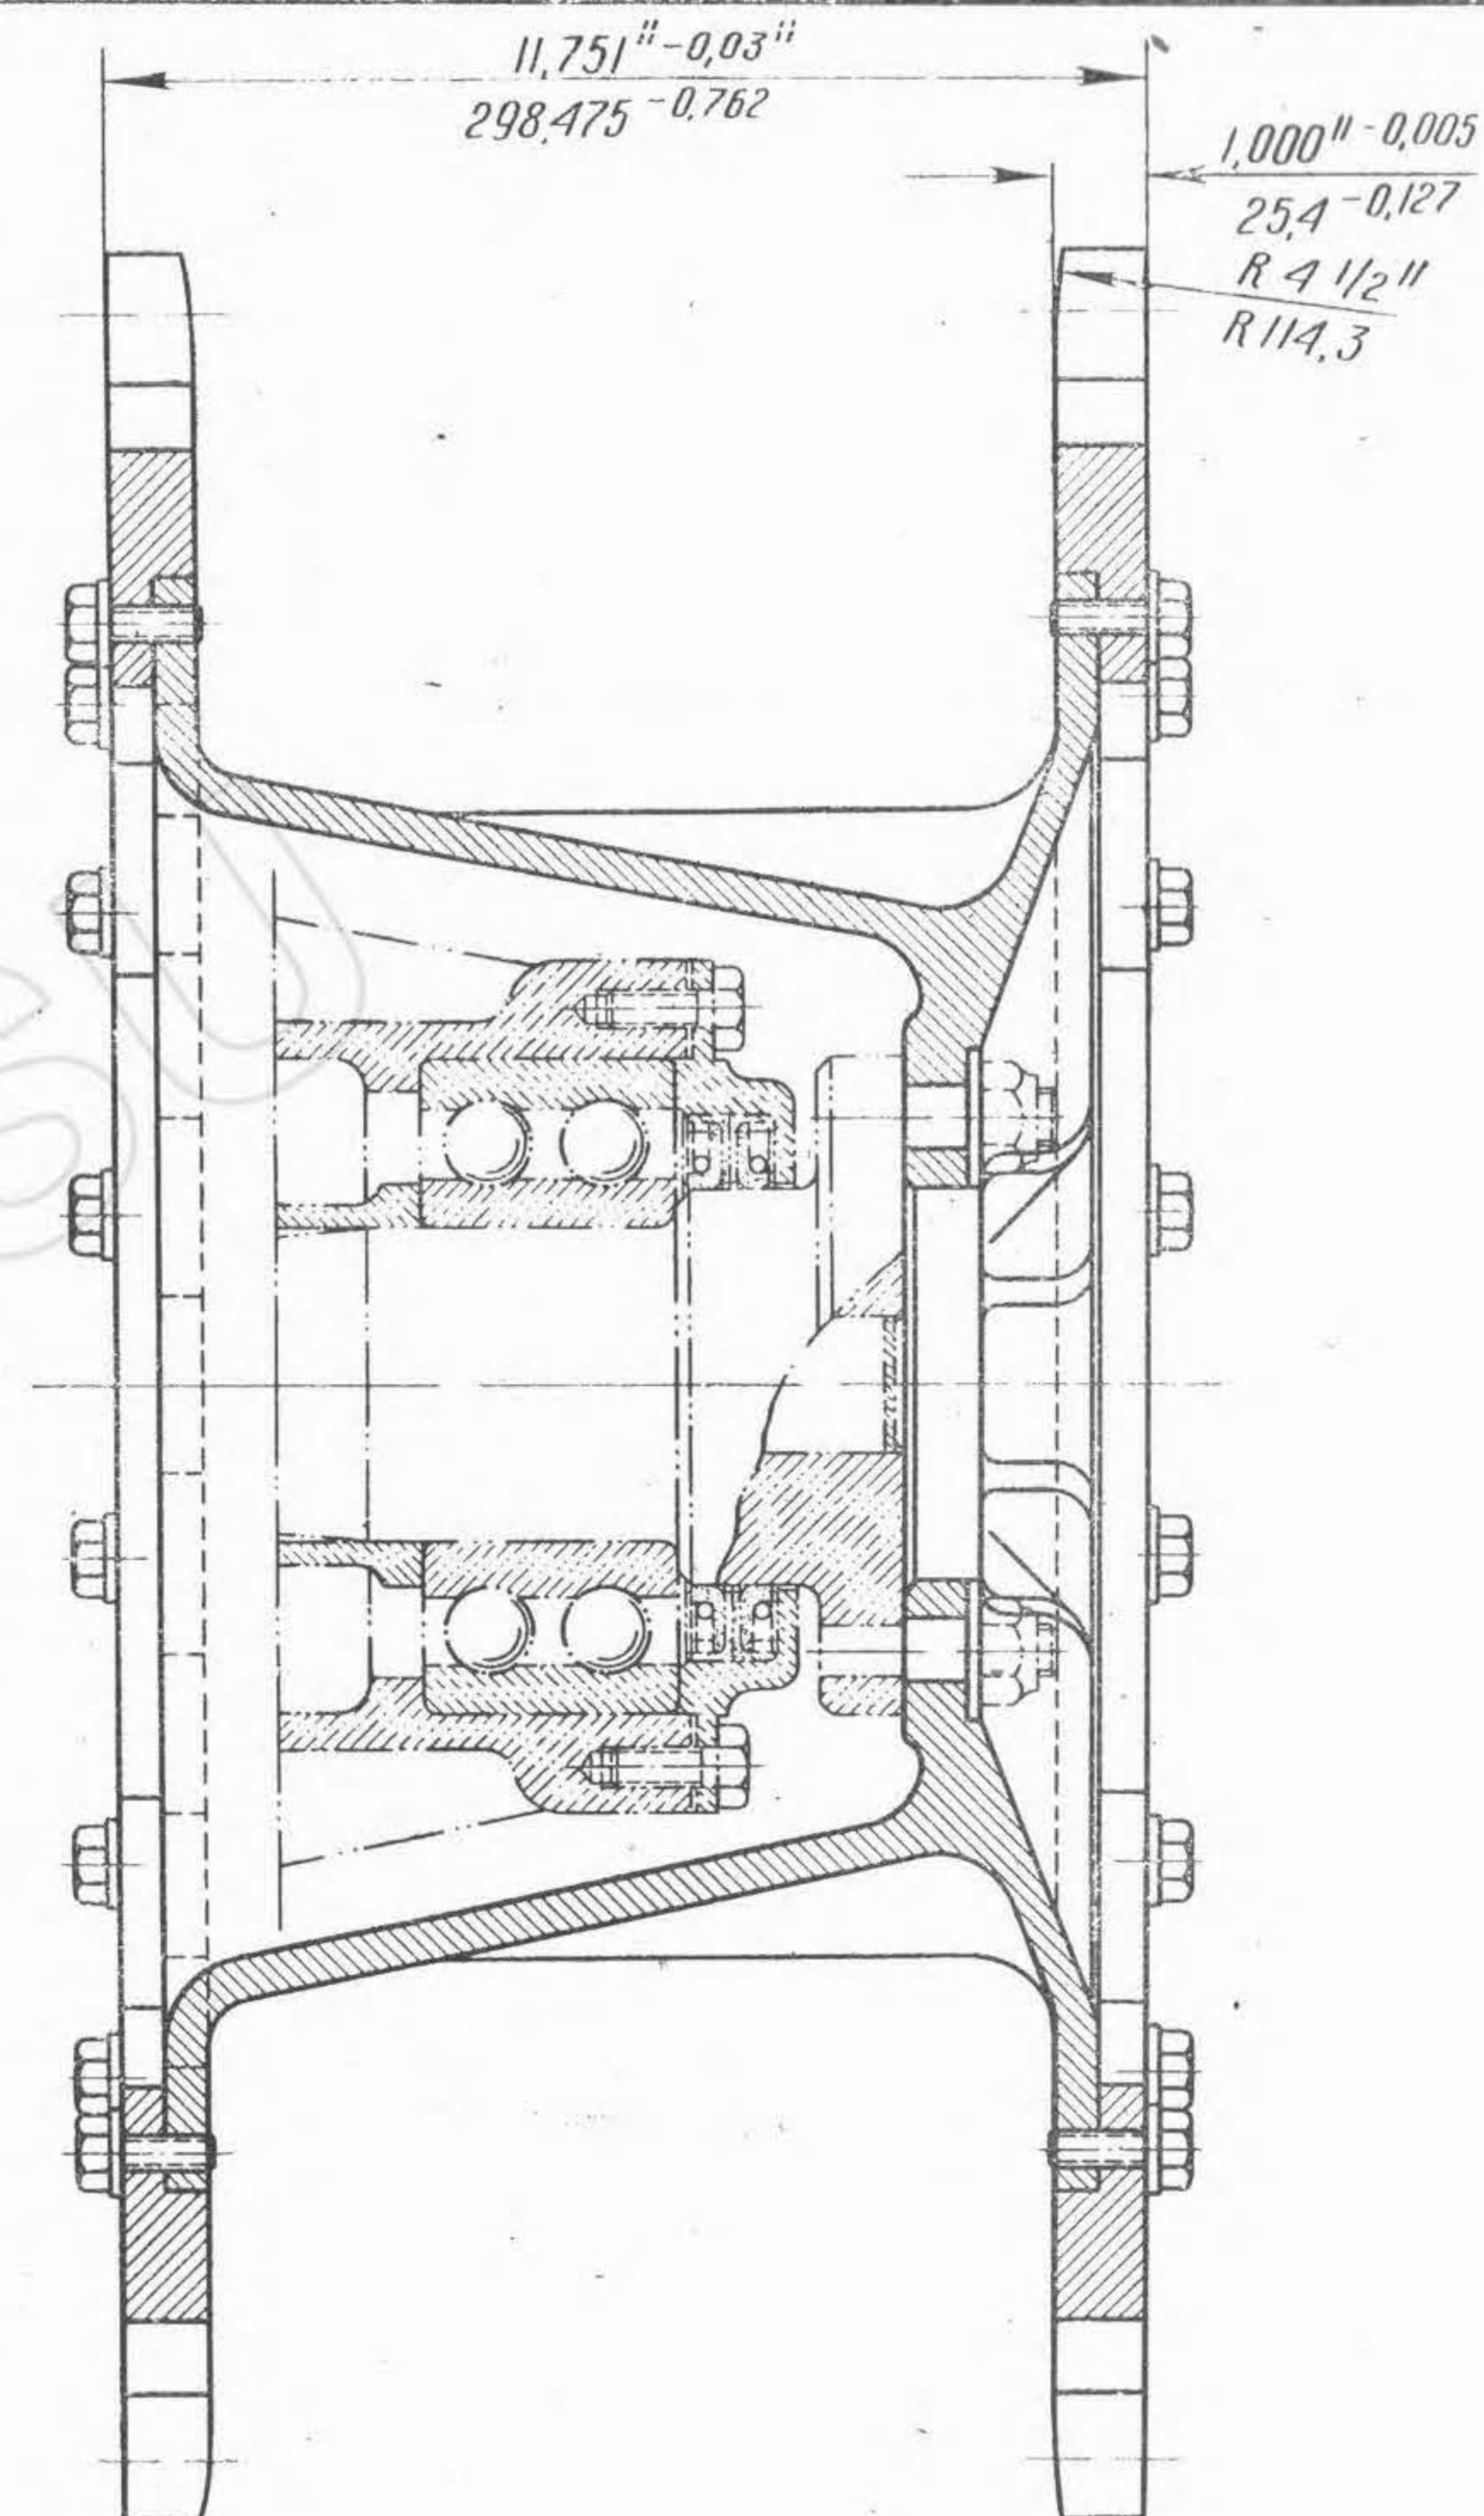 11,751"-0,03"
298,475 -0,762
1,000" -0,005
25,4 -0,127
R 4 1/2"
R 114,3